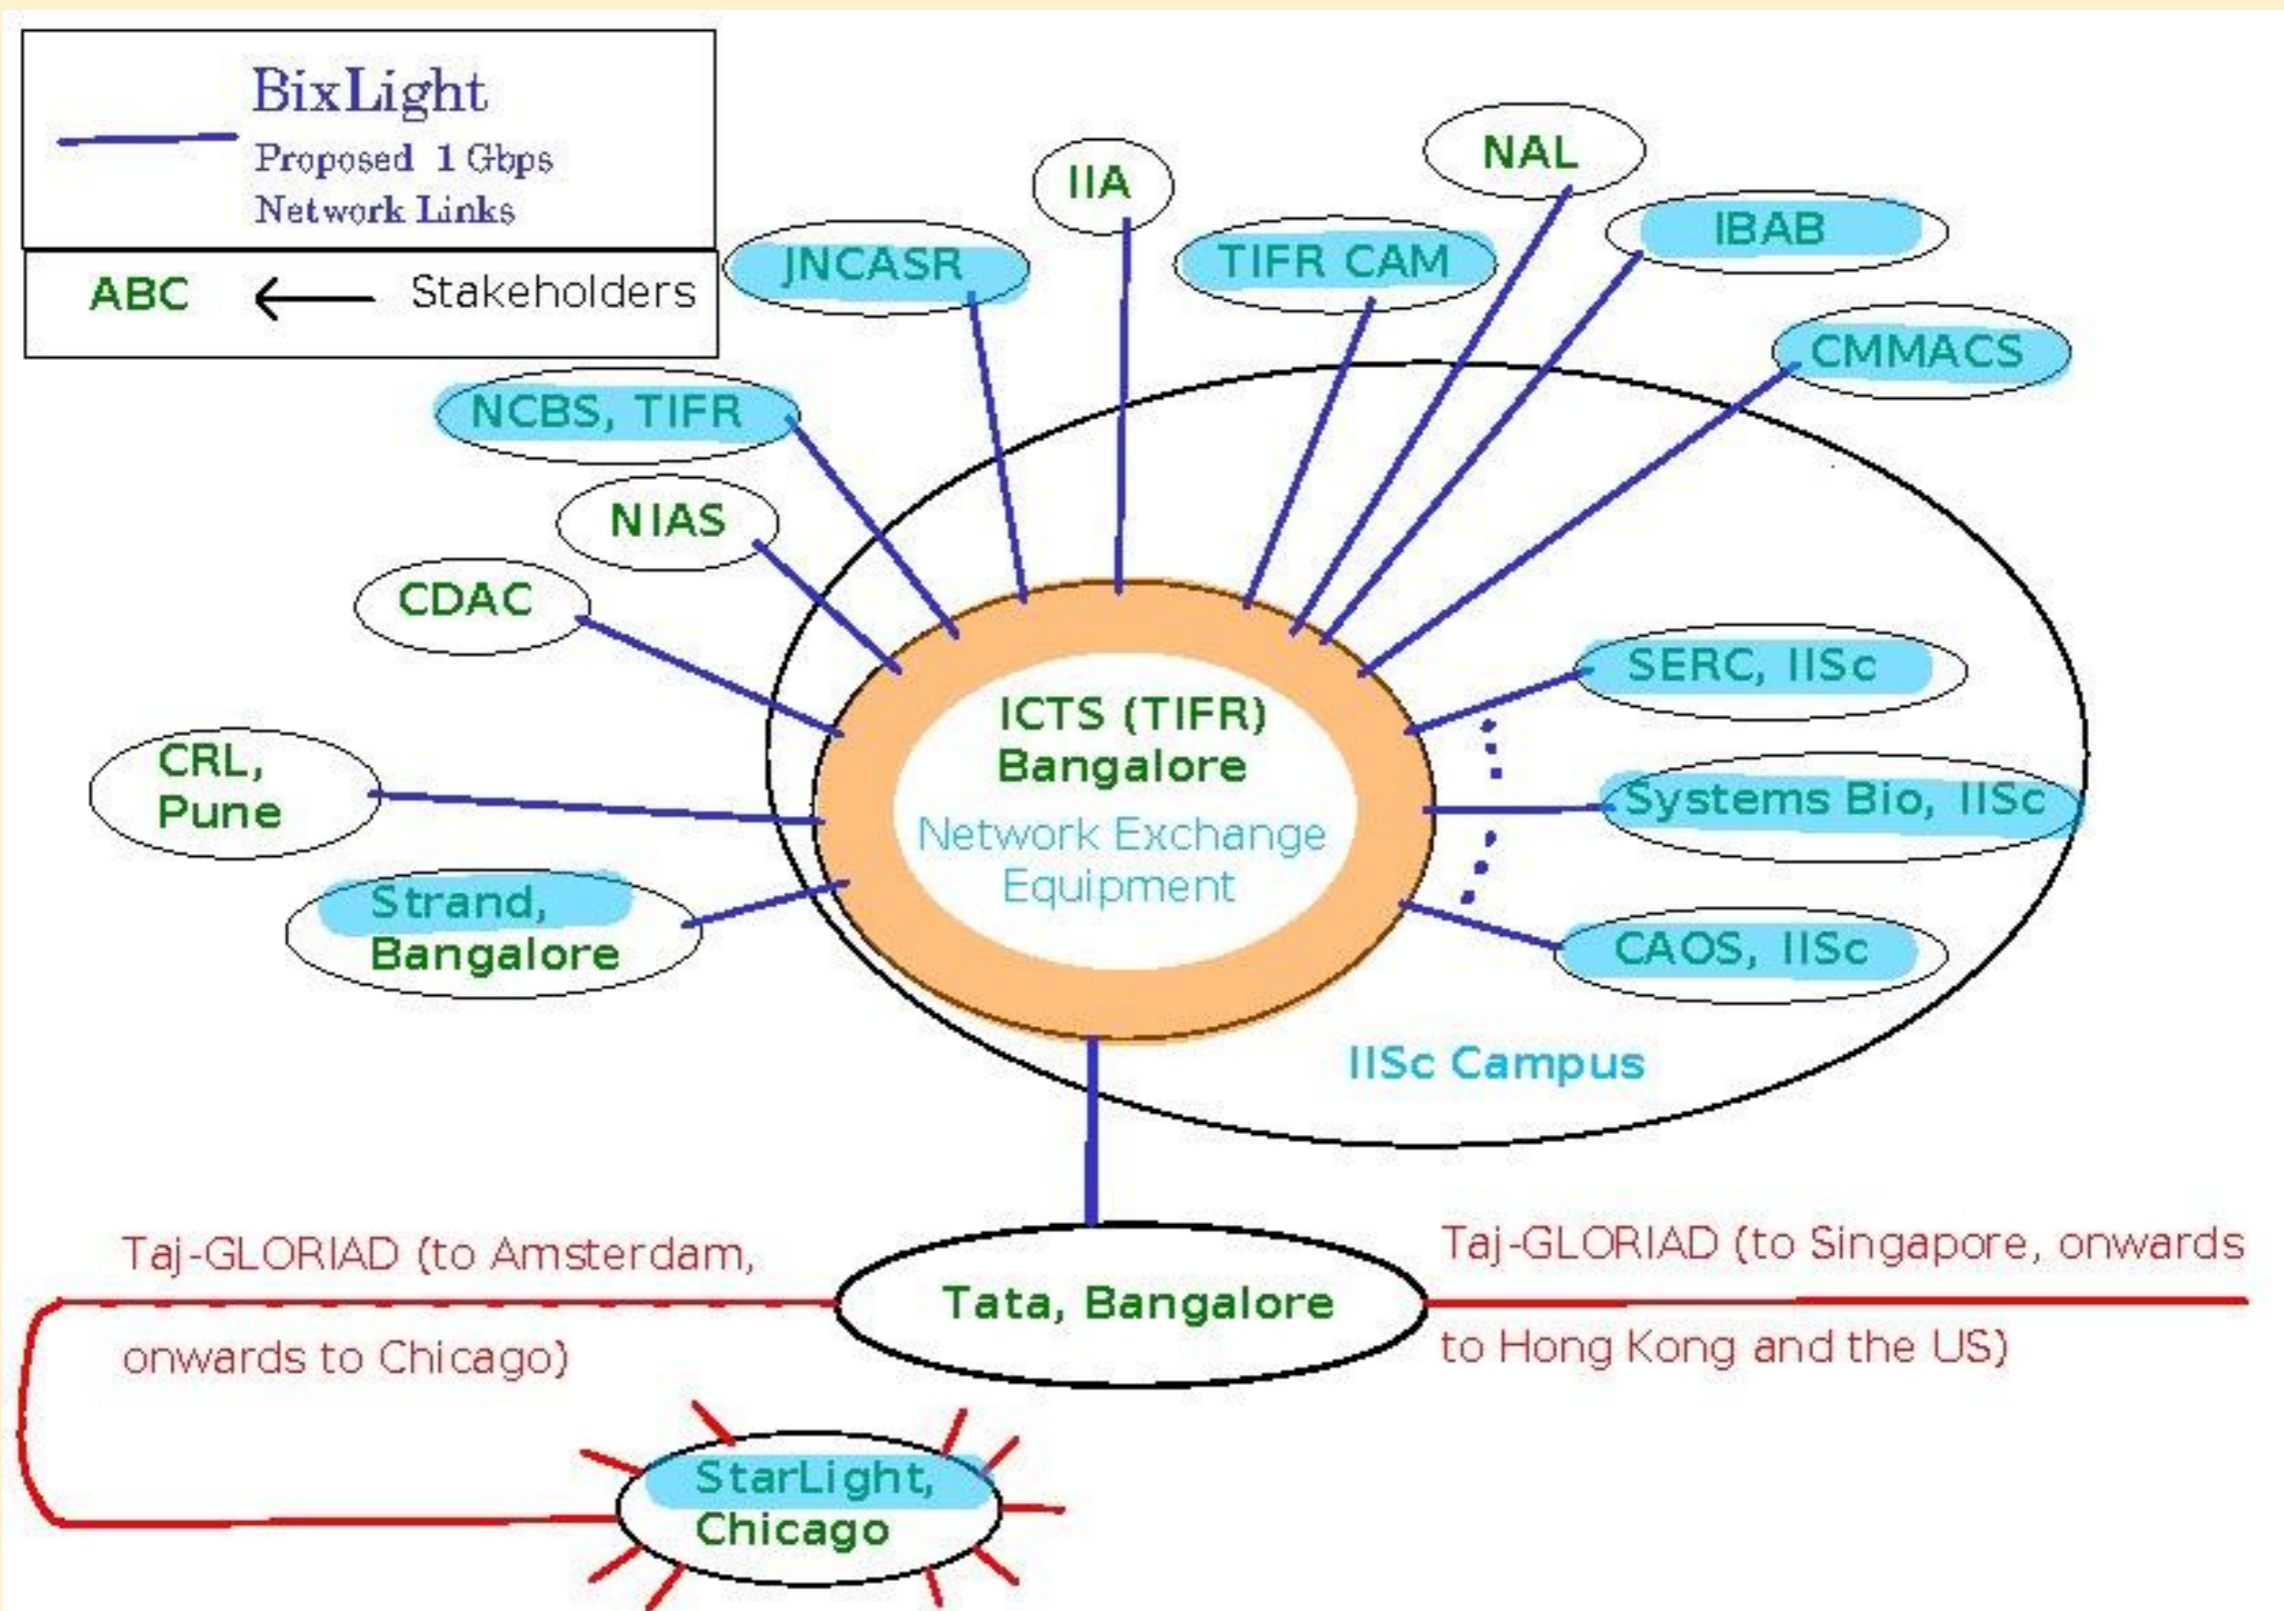 BixLight
Proposed 1 Gbps
Network Links
ABC
Stakeholders
IIA
NAL
JNCASR
TIFR CAM
IBAB
CMMACS
NCBS, TIFR
NIAS
CDAC
CRL,
Pune
Strand,
Bangalore
ICTS (TIFR)
Bangalore
Network Exchange
Equipment
SERC, IISc
Systems Bio, IISc
CAOS, IISc
IISc Campus
Taj-GLORIAD (to Amsterdam,
onwards to Chicago)
Tata, Bangalore
Taj-GLORIAD (to Singapore, onwards
to Hong Kong and the US)
StarLight,
Chicago